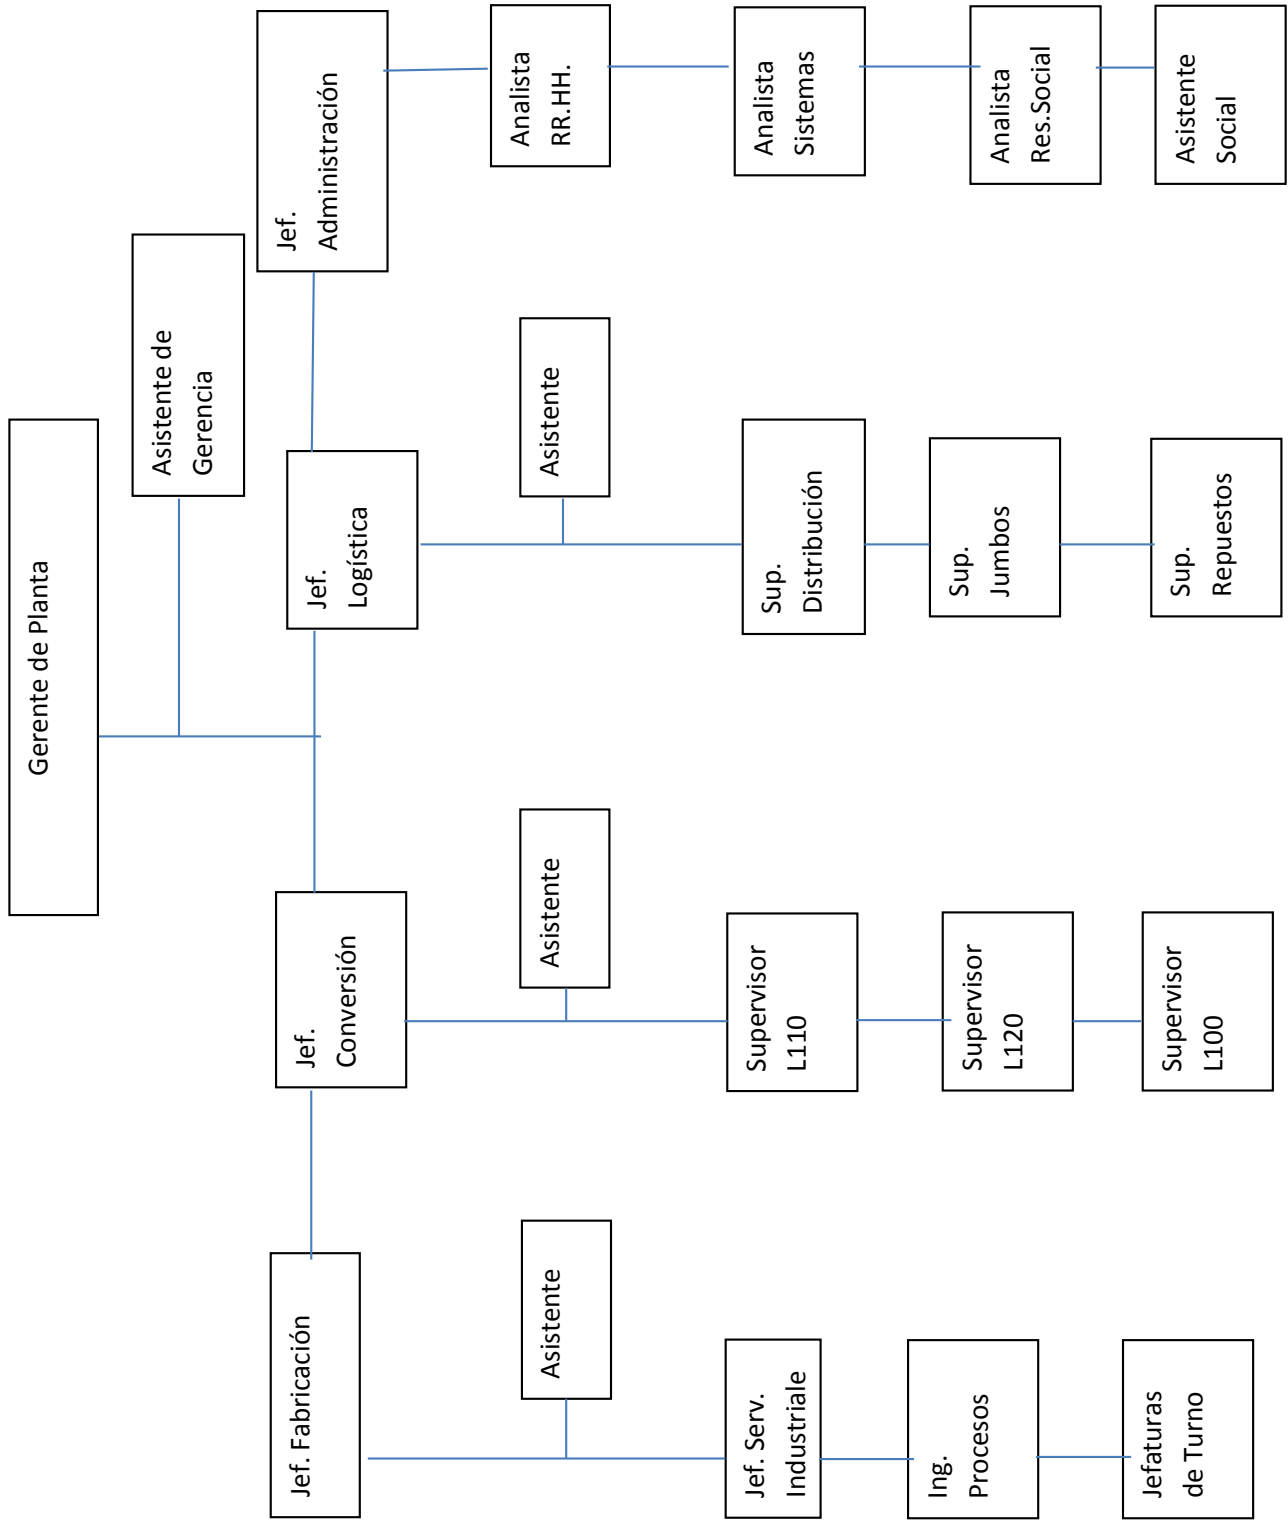 Gerente de Planta
Asistente de
Gerencia
Jef. Fabricación
Jef.
Conversión
Jef.
Logística
Jef.
Administración
Asistente
Asistente
Asistente
Analista
RR.HH.
Jef. Serv.
Industriale
Supervisor
L110
Sup.
Distribución
Analista
Sistemas
Ing.
Procesos
Supervisor
L120
Sup.
Jumbos
Analista
Res.Social
Jefaturas
de Turno
Supervisor
L100
Sup.
Repuestos
Asistente
Social